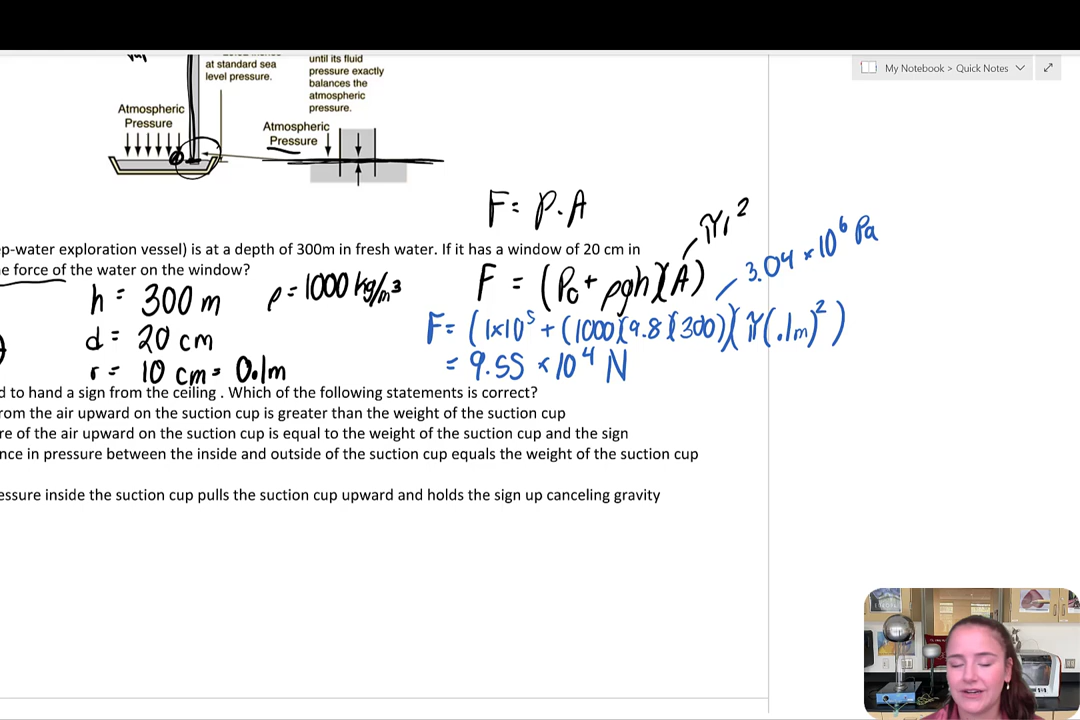 My Notebook > Quick Notes
at standard sea
level pressure.
until its fluid
pressure exactly
balances the
atmospheric
pressure.
Atmospheric
Pressure
Atmospheric
Pressure
F= P.A
πr²
p-water exploration vessel) is at a depth of 300m in fresh water. If it has a window of 20 cm in
e force of the water on the window?
3.04 × 10⁶ Pa
h = 300 m
ρ = 1000 kg/m³
F = (P₀ + ρgh)(A)
d = 20 cm
F= (1×10⁵ + (1000)(9.8)(300))(π(.1m)²)
r = 10 cm = 0.1m
= 9.55 × 10⁴ N
d to hand a sign from the ceiling . Which of the following statements is correct?
rom the air upward on the suction cup is greater than the weight of the suction cup
re of the air upward on the suction cup is equal to the weight of the suction cup and the sign
nce in pressure between the inside and outside of the suction cup equals the weight of the suction cup
essure inside the suction cup pulls the suction cup upward and holds the sign up canceling gravity